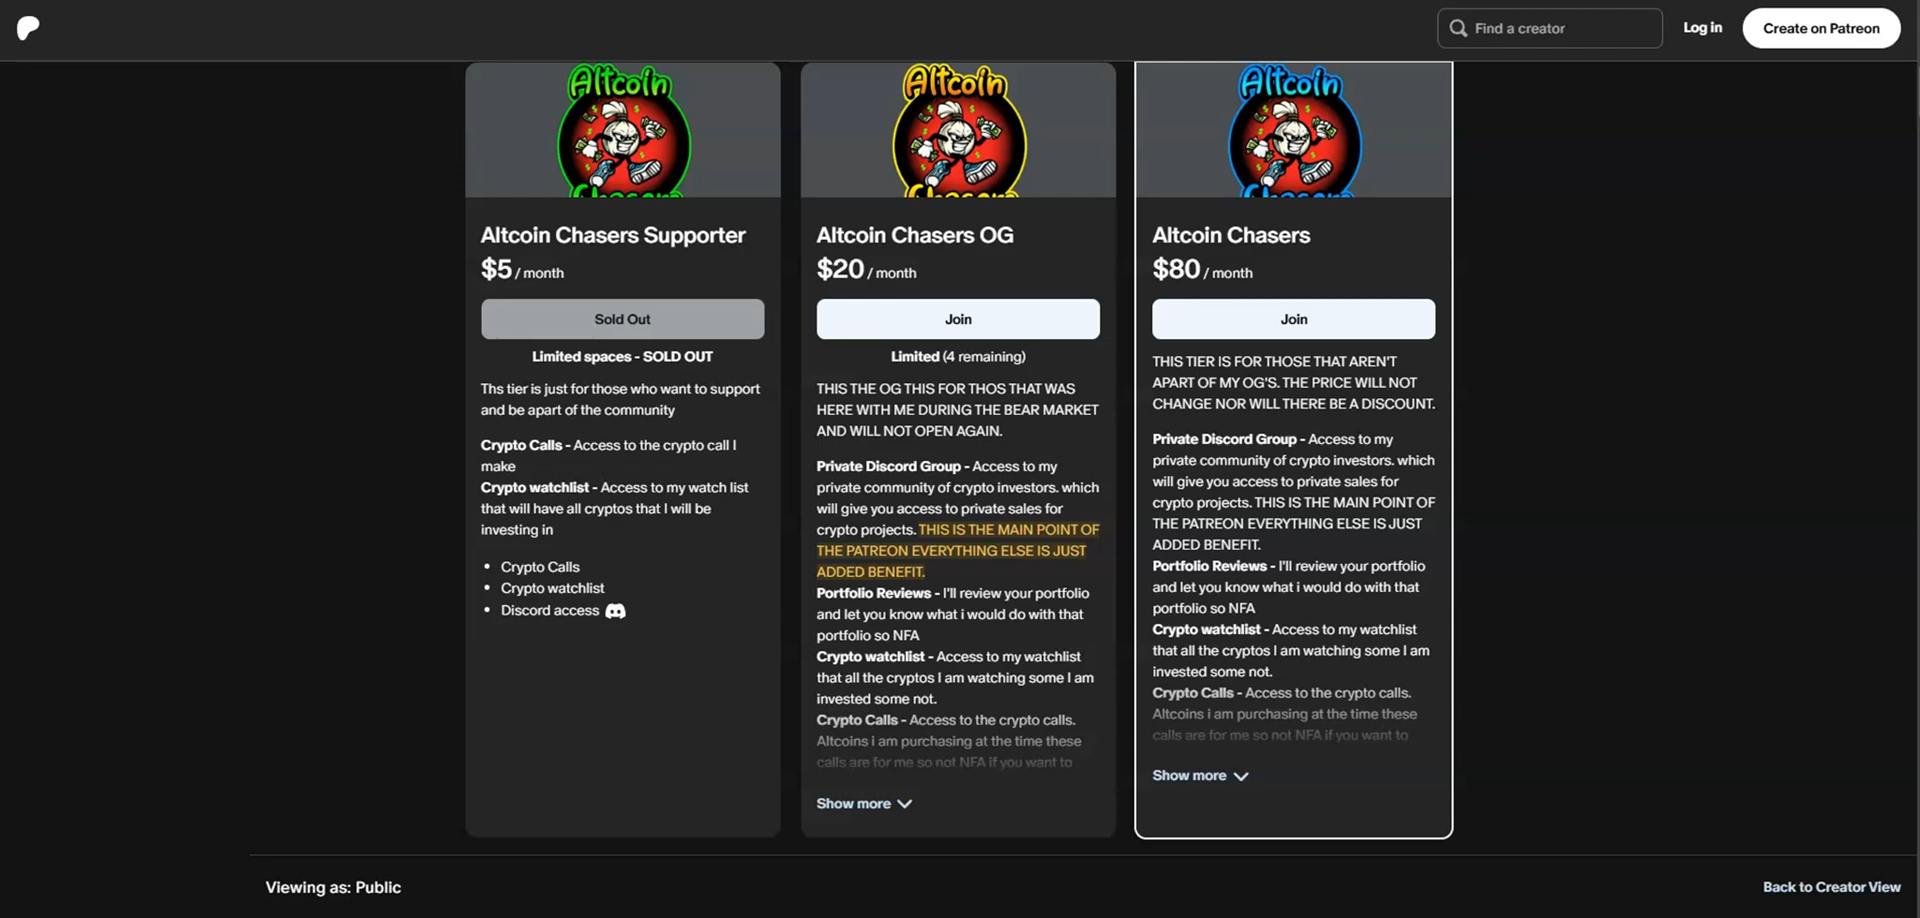 Find a creator
Log in
Create on Patreon
Altcoin
Chasers
Altcoin
Chasers
Altcoin
Chasers
Altcoin Chasers Supporter
$5 / month
Sold Out
Limited spaces - SOLD OUT
Ths tier is just for those who want to support
and be apart of the community
Crypto Calls - Access to the crypto call I
make
Crypto watchlist - Access to my watch list
that will have all cryptos that I will be
investing in
• Crypto Calls
• Crypto watchlist
• Discord access
Altcoin Chasers OG
$20 / month
Join
Limited (4 remaining)
THIS THE OG THIS FOR THOS THAT WAS
HERE WITH ME DURING THE BEAR MARKET
AND WILL NOT OPEN AGAIN.
Private Discord Group - Access to my
private community of crypto investors. which
will give you access to private sales for
crypto projects. THIS IS THE MAIN POINT OF
THE PATREON EVERYTHING ELSE IS JUST
ADDED BENEFIT.
Portfolio Reviews - I'll review your portfolio
and let you know what i would do with that
portfolio so NFA
Crypto watchlist - Access to my watchlist
that all the cryptos I am watching some I am
invested some not.
Crypto Calls - Access to the crypto calls.
Altcoins i am purchasing at the time these
calls are for me so not NFA if you want to
Show more
Altcoin Chasers
$80 / month
Join
THIS TIER IS FOR THOSE THAT AREN'T
APART OF MY OG'S. THE PRICE WILL NOT
CHANGE NOR WILL THERE BE A DISCOUNT.
Private Discord Group - Access to my
private community of crypto investors. which
will give you access to private sales for
crypto projects. THIS IS THE MAIN POINT OF
THE PATREON EVERYTHING ELSE IS JUST
ADDED BENEFIT.
Portfolio Reviews - I'll review your portfolio
and let you know what i would do with that
portfolio so NFA
Crypto watchlist - Access to my watchlist
that all the cryptos I am watching some I am
invested some not.
Crypto Calls - Access to the crypto calls.
Altcoins i am purchasing at the time these
calls are for me so not NFA if you want to
Show more
Viewing as: Public
Back to Creator View